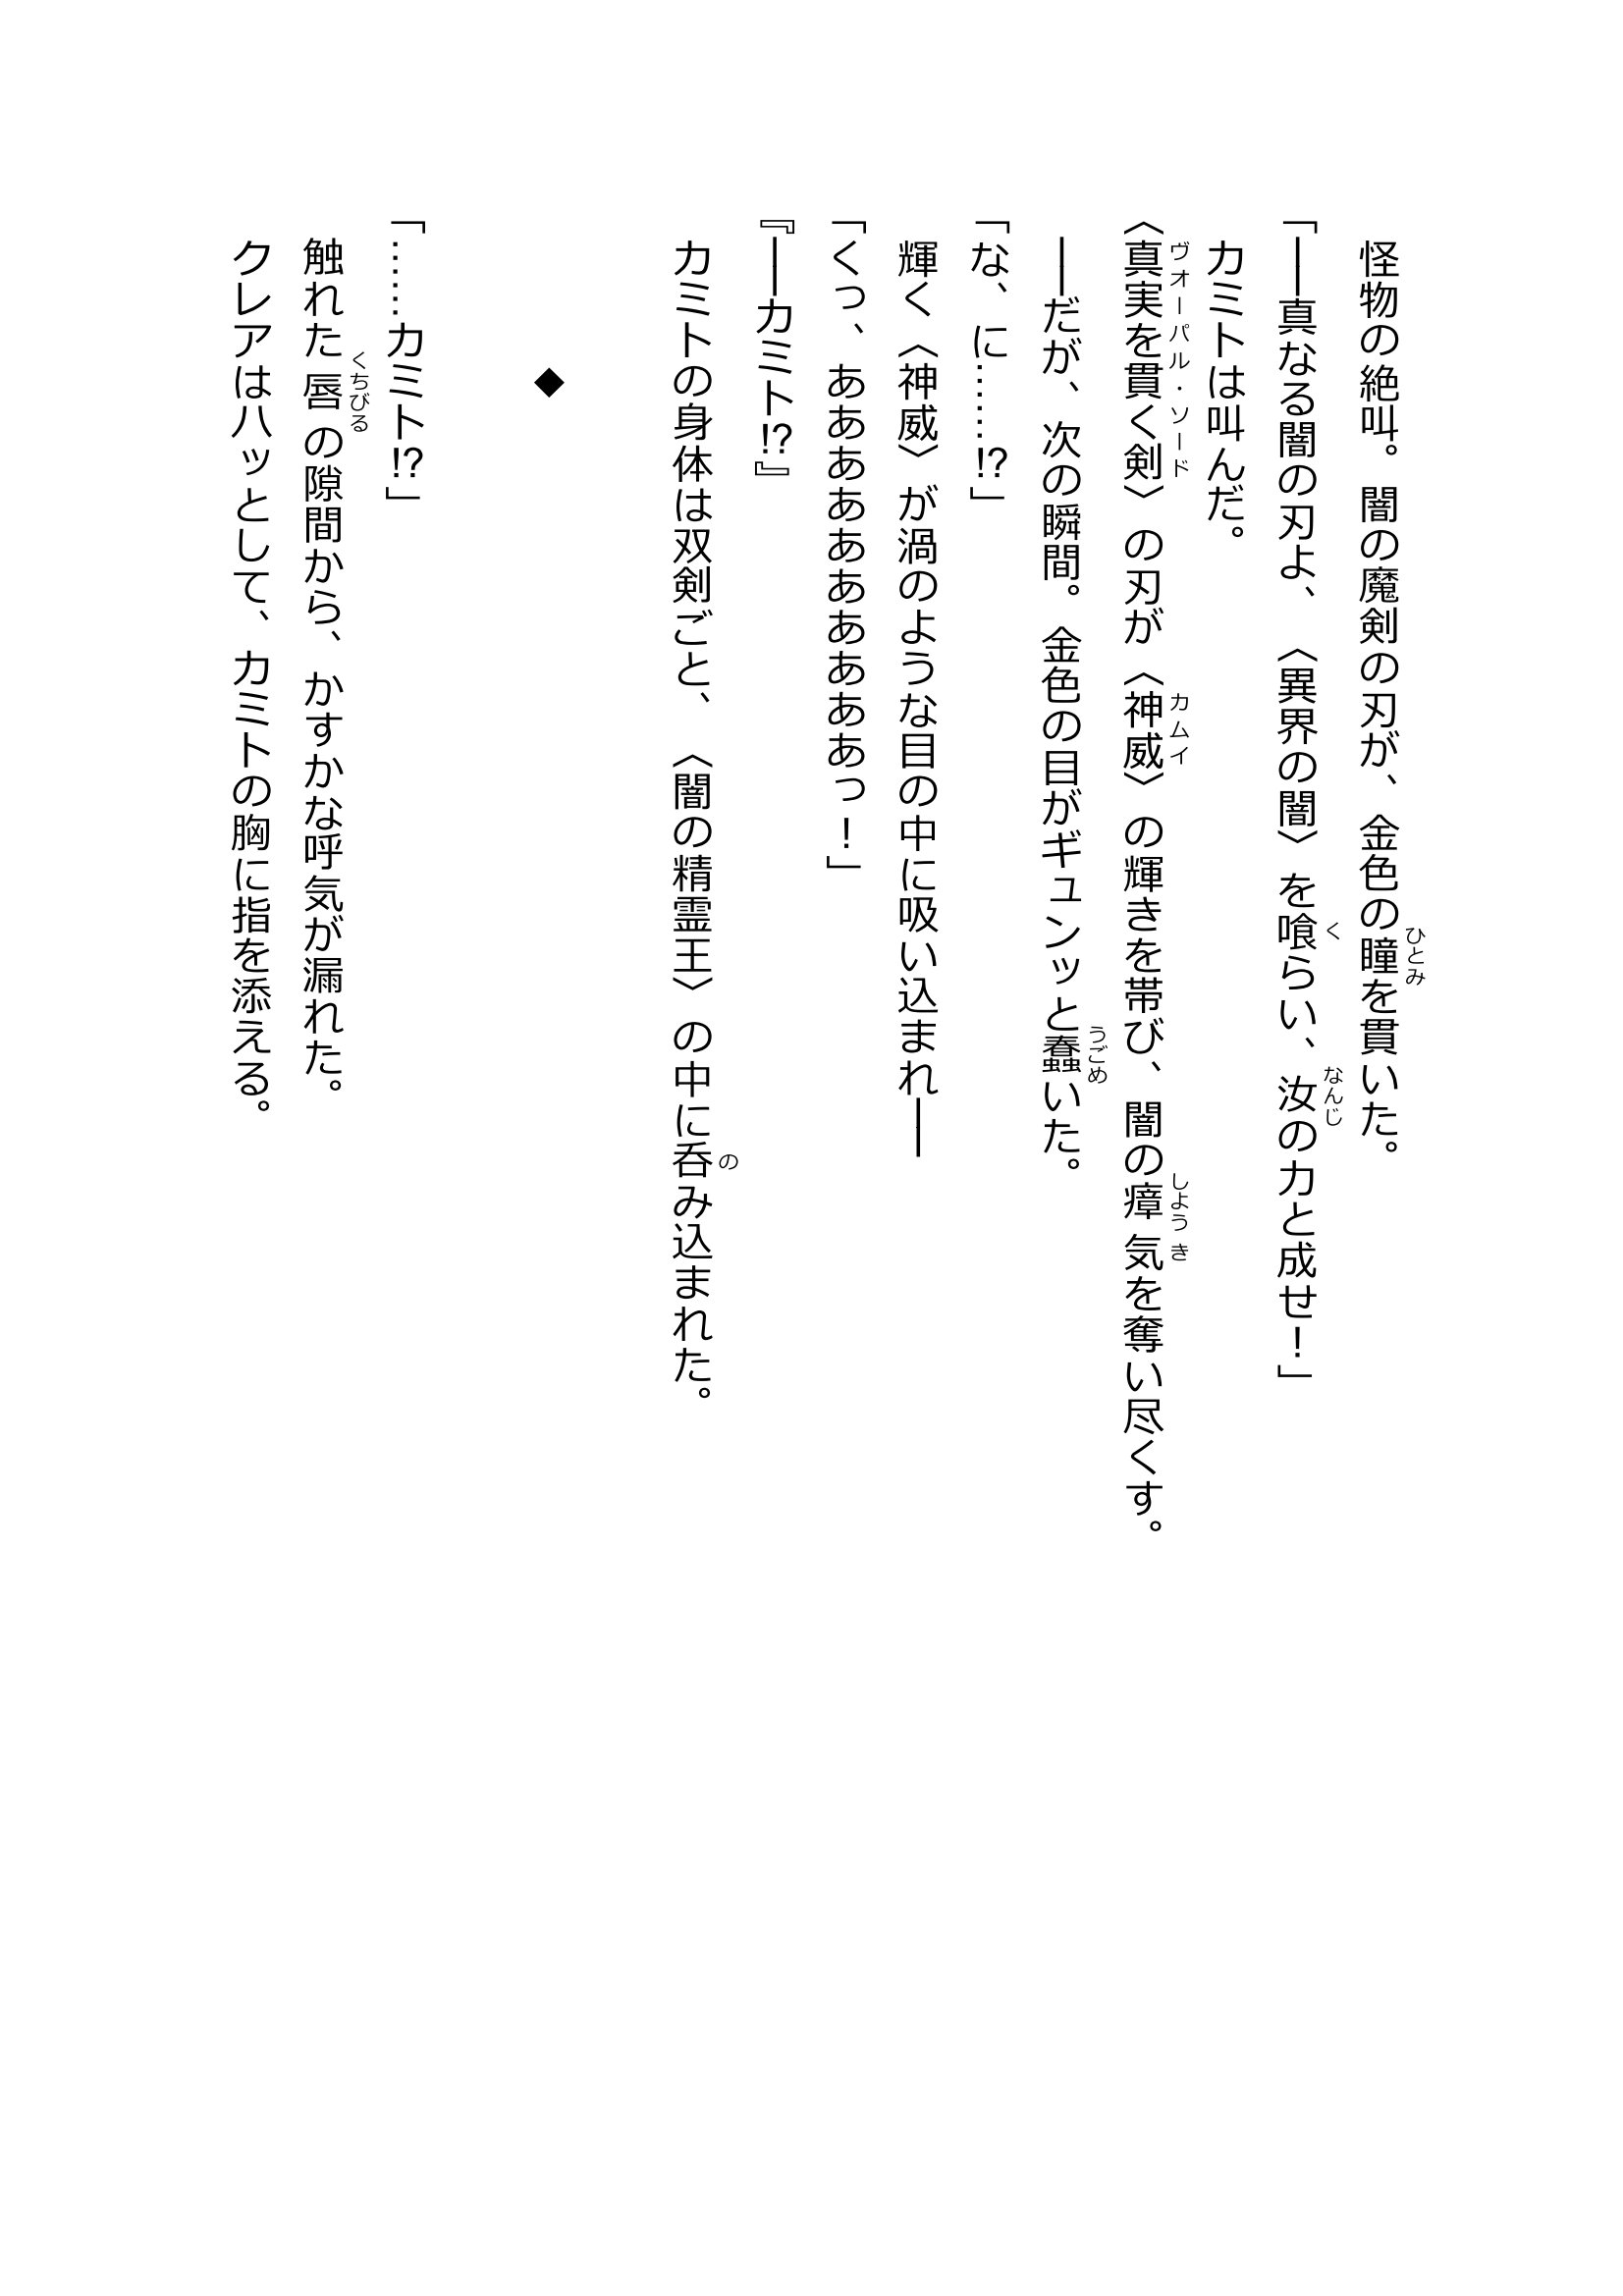 怪物の絶叫。闇の魔剣の刃が、金色の瞳を貫いた。
「――真なる闇の刃よ、〈異界の闇〉を喰らい、汝の力と成せ！」
カミトは叫んだ。
〈真実を貫く剣〉の刃が〈神威〉の輝きを帯び、闇の瘴気を奪い尽くす。
――だが、次の瞬間。金色の目がギュンッと蠢いた。
「な、に……⁉」
輝く〈神威〉が渦のような目の中に吸い込まれ――
「くっ、ああああああああああっ！」
『――カミト⁉』
カミトの身体は双剣ごと、〈闇の精霊王〉の中に呑み込まれた。
◆
「……カミト⁉」
触れた唇の隙間から、かすかな呼気が漏れた。
クレアはハッとして、カミトの胸に指を添える。